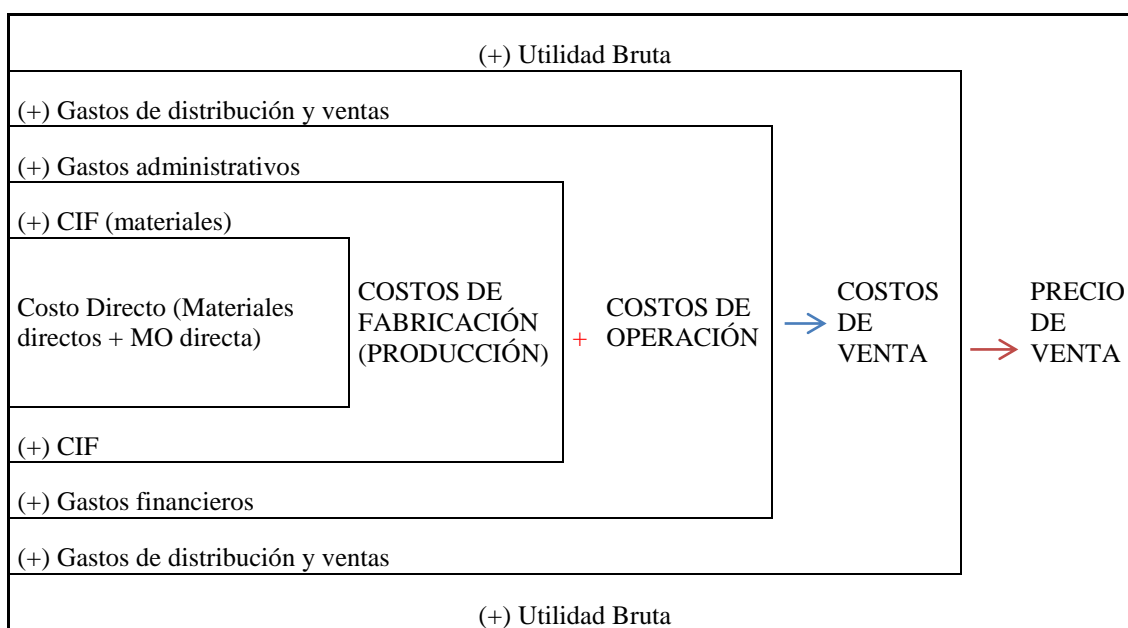 (+) Utilidad Bruta
(+) Gastos de distribución y ventas
(+) Gastos administrativos
(+) CIF (materiales)
Costo Directo (Materiales
directos + MO directa)
COSTOS DE
FABRICACIÓN
(PRODUCCIÓN)
+
COSTOS DE
OPERACIÓN
COSTOS
DE
VENTA
PRECIO
DE
VENTA
(+) CIF
(+) Gastos financieros
(+) Gastos de distribución y ventas
(+) Utilidad Bruta